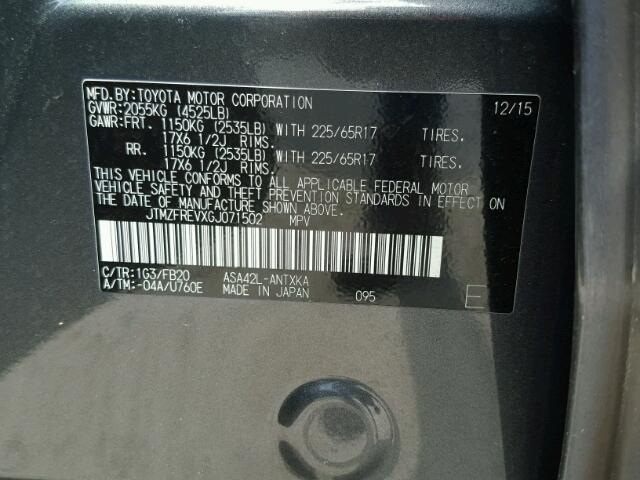 MFD.BY:TOYOTA MOTOR CORPORATION 12/15
GVWR:2055KG (4525LB)
GAWR:FRT. 1150KG (2535LB) WITH 225/65R17 TIRES.
17X6 1/2J RIMS.
RR. 1150KG (2535LB) WITH 225/65R17 TIRES.
17X6 1/2J RIMS.
THIS VEHICLE CONFORMS TO ALL APPLICABLE FEDERAL MOTOR
VEHICLE SAFETY AND THEFT PREVENTION STANDARDS IN EFFECT ON
THE DATE OF MANUFACTURE SHOWN ABOVE.
JTMZFREVXGJ071502 MPV
C/TR:1G3/FB20 ASA42L-ANTXKA
A/TM:-04A/U760E MADE IN JAPAN 095 E